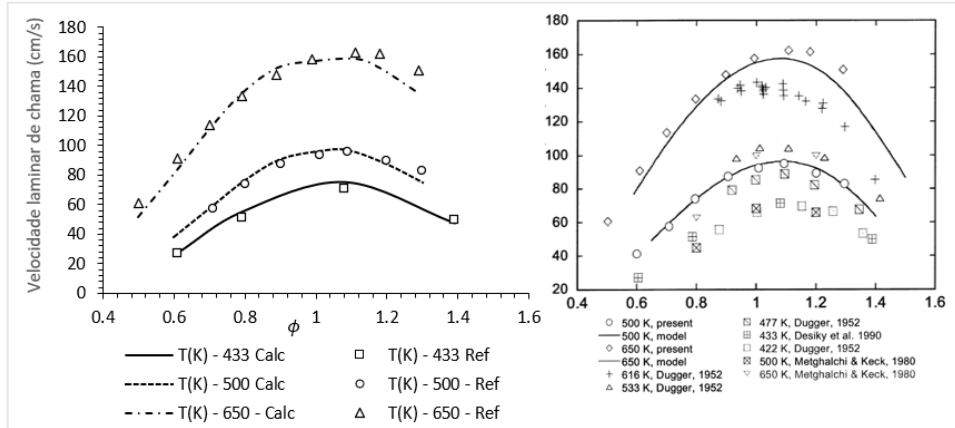 Velocidade laminar de chama (cm/s)
180
160
140
120
100
80
60
40
20
0
0.4 0.6 0.8 1 1.2 1.4 1.6
ϕ
T(K) - 433 Calc
T(K) - 433 Ref
T(K) - 500 Calc
T(K) - 500 - Ref
T(K) - 650 - Calc
T(K) - 650 - Ref
180
160
140
120
100
80
60
40
20
0.4 0.6 0.8 1 1.2 1.4 1.6
500 K, present
500 K, model
650 K, present
650 K, model
616 K, Dugger, 1952
533 K, Dugger, 1952
477 K, Dugger, 1952
433 K, Desiky et al. 1990
422 K, Dugger, 1952
500 K, Metghalchi & Keck, 1980
650 K, Metghalchi & Keck, 1980